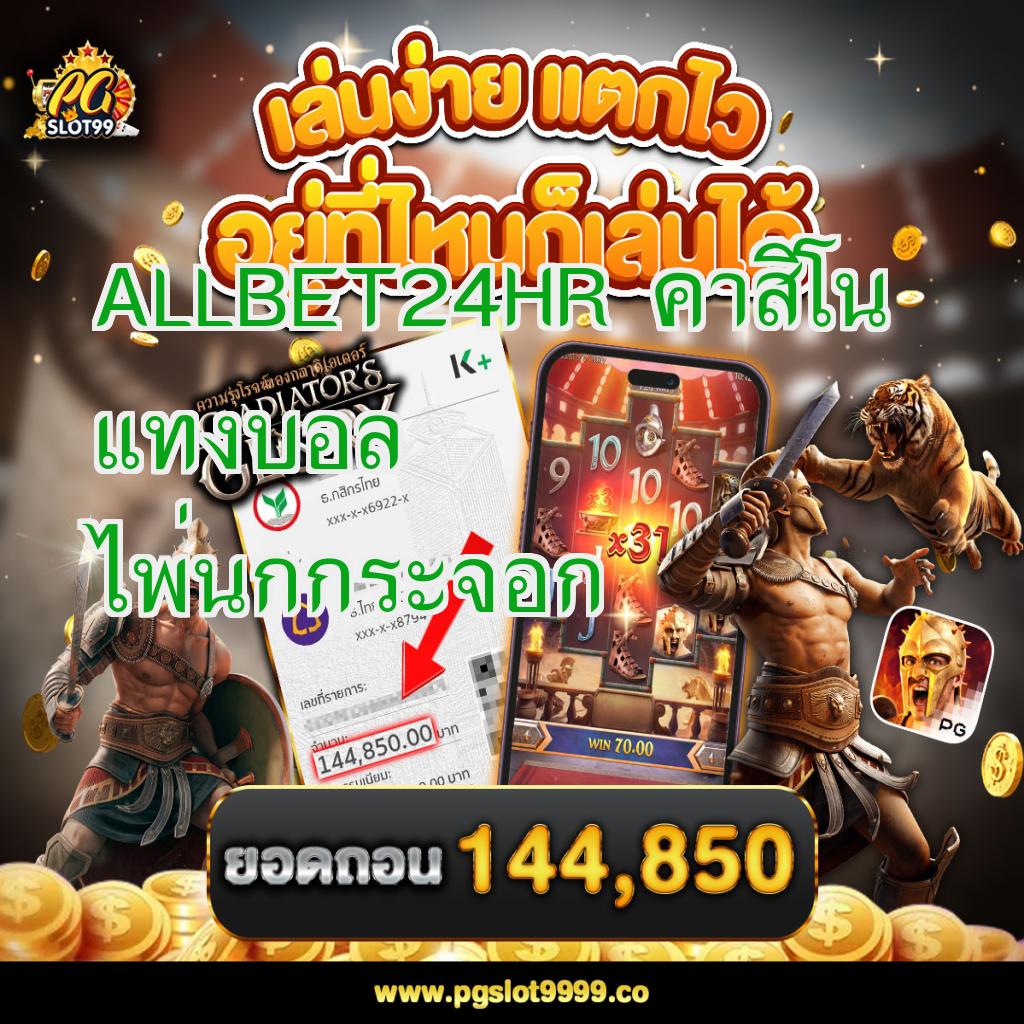 PG
SLOT99
เล่นง่าย แตกไว
อยู่ที่ไหนก็เล่นได้
ALLBET24HR คาสิโน
แทงบอล
ไพ่นกกระจอก
K+
ธ.กสิกรไทย
xxx-x-x6922-x
xxx-x-x8794
เลขที่รายการ:
จำนวน:
144,850.00 บาท
บาท
9
10
10
10
x31
J
WIN 70.00
PG
ยอดถอน 144,850
www.pgslot9999.co